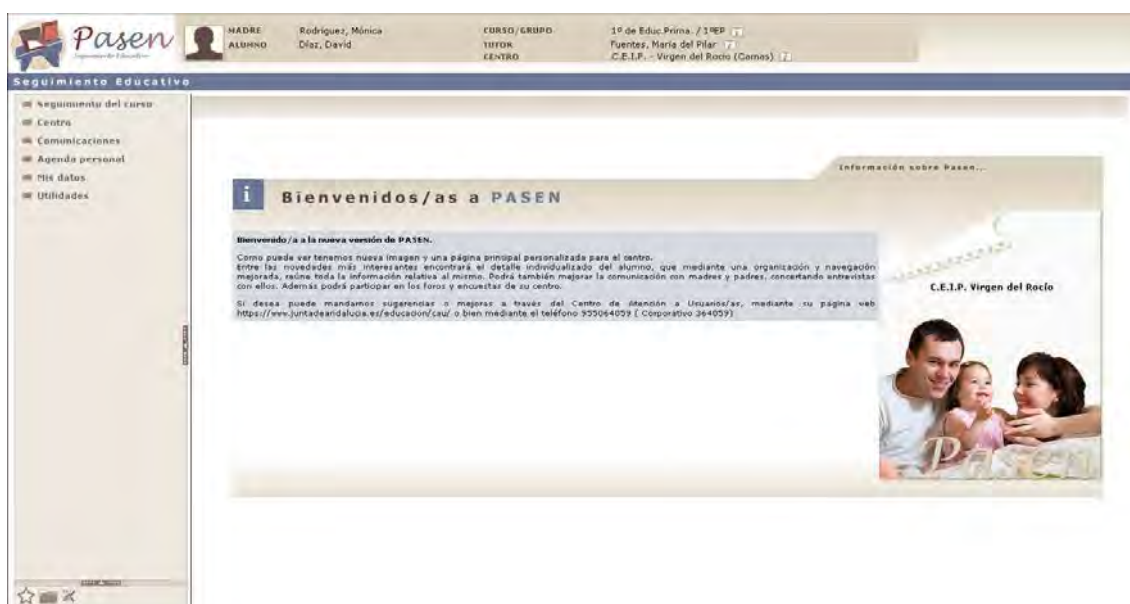 Pasen
MADRE Rodríguez, Mónica CURSO/GRUPO 1º de Educ.Prima. / 1ºEP
ALUMNO Díaz, David TUTOR Fuentes, María del Pilar
CENTRO C.E.I.P. - Virgen del Rocío (Camas)
Seguimiento Educativo
Seguimiento del curso
Centro
Comunicaciones
Agenda personal
Mis datos
Utilidades
Información sobre Pasen...
i Bienvenidos/as a PASEN
Bienvenido/a a la nueva versión de PASEN.
Como puede ver tenemos nueva imagen y una página principal personalizada para el centro.
Entre las novedades más interesantes encontrará el detalle individualizado del alumno, que mediante una organización y navegación
mejorada, reúne toda la información relativa al mismo. Podrá también mejorar la comunicación con madres y padres, concertando entrevistas
con ellos. Además podrá participar en los foros y encuestas de su centro.
Si desea puede mandarnos sugerencias o mejoras a través del Centro de Atención a Usuarios/as, mediante su página web
https://www.juntadeandalucia.es/educacion/cau/ o bien mediante el teléfono 955064059 ( Corporativo 364059)
C.E.I.P. Virgen del Rocío
Pasen